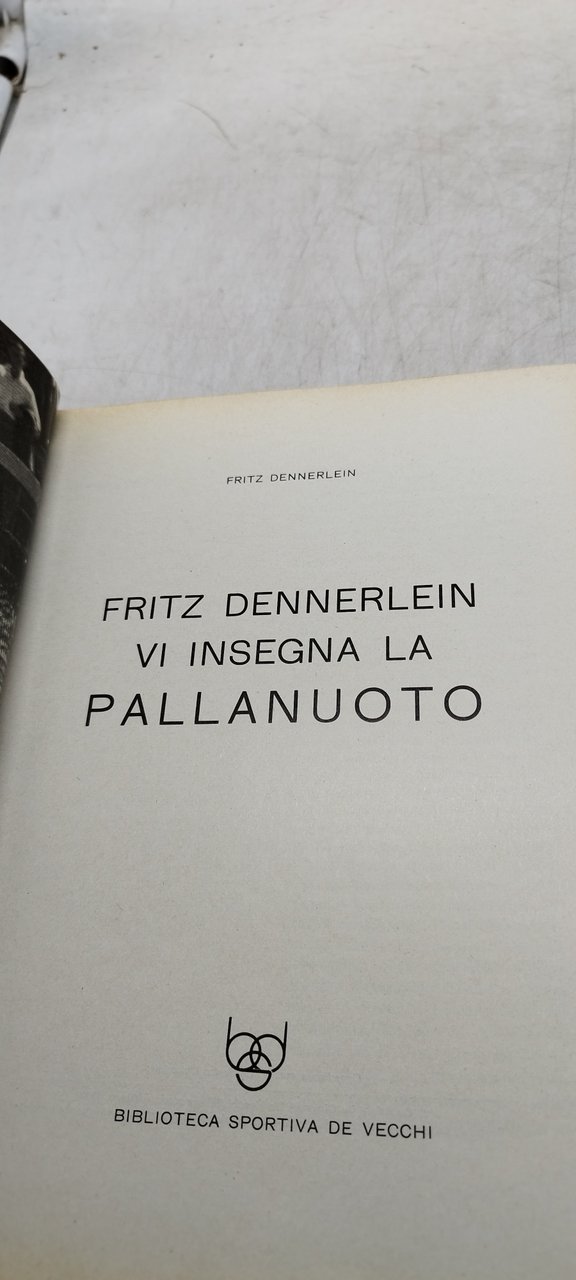 FRITZ DENNERLEIN
FRITZ DENNERLEIN
VI INSEGNA LA
PALLANUOTO
BIBLIOTECA SPORTIVA DE VECCHI